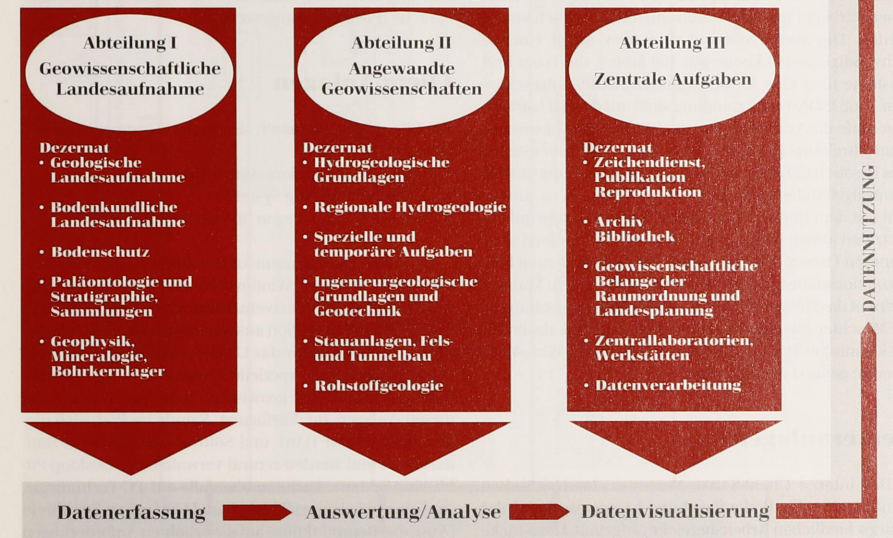 Abteilung I
Geowissenschaftliche
Landesaufnahme
Dezernat
• Geologische
Landesaufnahme
• Bodenkundliche
Landesaufnahme
• Bodenschutz
• Paläontologie und
Stratigraphie,
Sammlungen
• Geophysik,
Mineralogie,
Bohrkernlager
Abteilung II
Angewandte
Geowissenschaften
Dezernat
• Hydrogeologische
Grundlagen
• Regionale Hydrogeologie
• Spezielle und
temporäre Aufgaben
• Ingenieurgeologische
Grundlagen und
Geotechnik
• Stauanlagen, Fels-
und Tunnelbau
• Rohstoffgeologie
Abteilung III
Zentrale Aufgaben
Dezernat
• Zeichendienst,
Publikation
Reproduktion
• Archiv
Bibliothek
• Geowissenschaftliche
Belange der
Raumordnung und
Landesplanung
• Zentrallaboratorien,
Werkstätten
• Datenverarbeitung
Datenerfassung
Auswertung/Analyse
Datenvisualisierung
DATENNUTZUNG